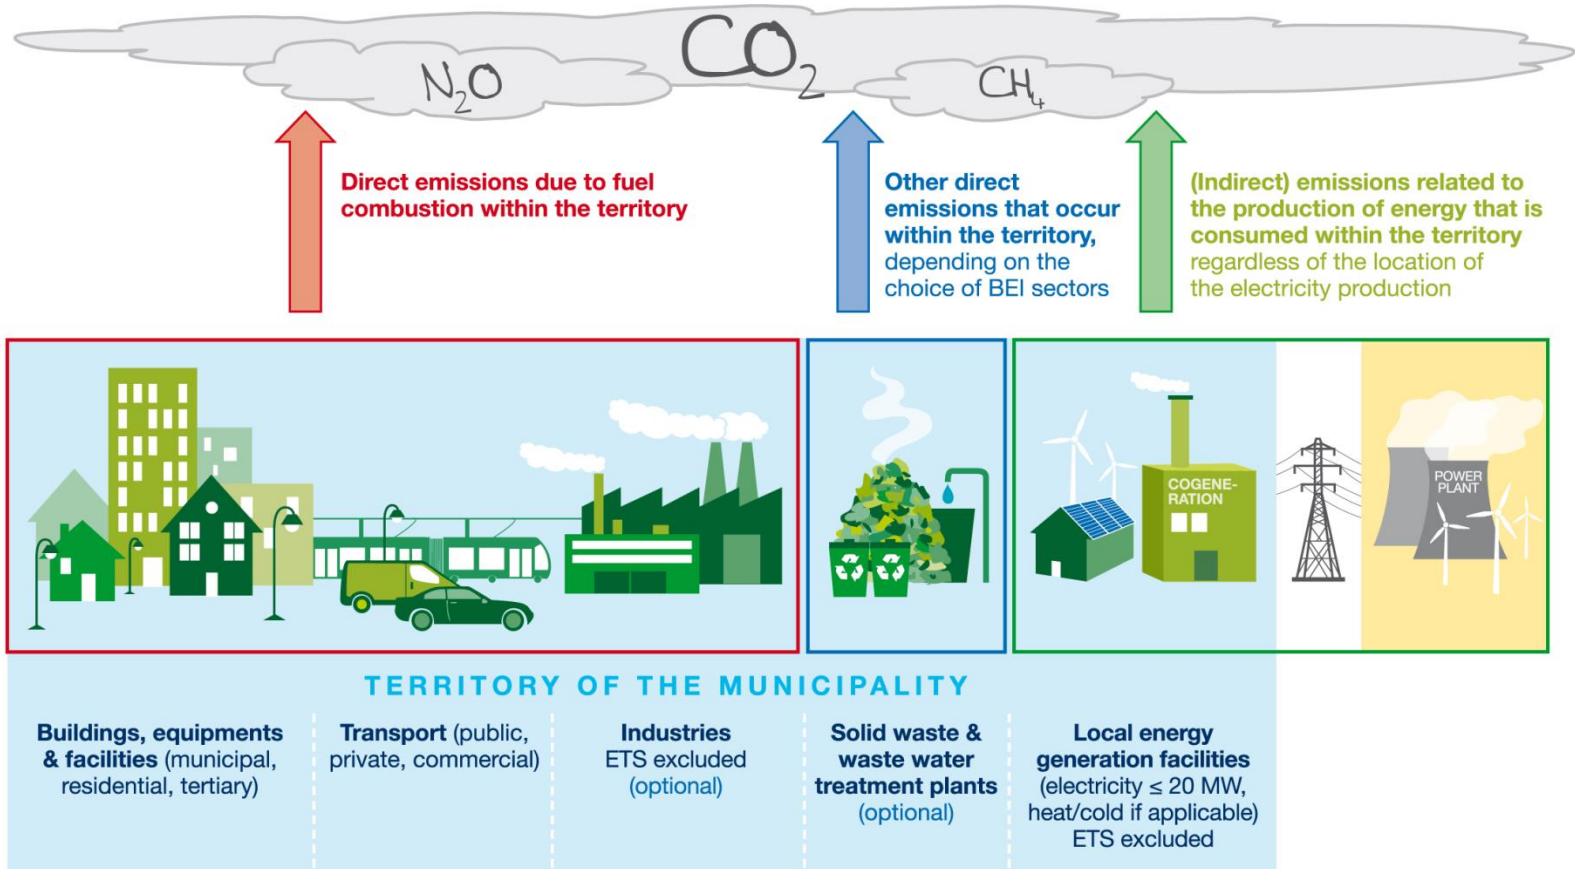 CO₂
N₂O
CH₄
Direct emissions due to fuel
combustion within the territory
Other direct
emissions that occur
within the territory,
depending on the
choice of BEI sectors
(Indirect) emissions related to
the production of energy that is
consumed within the territory
regardless of the location of
the electricity production
COGENE-
RATION
POWER
PLANT
TERRITORY OF THE MUNICIPALITY
Buildings, equipments
& facilities (municipal,
residential, tertiary)
Transport (public,
private, commercial)
Industries
ETS excluded
(optional)
Solid waste &
waste water
treatment plants
(optional)
Local energy
generation facilities
(electricity ≤ 20 MW,
heat/cold if applicable)
ETS excluded